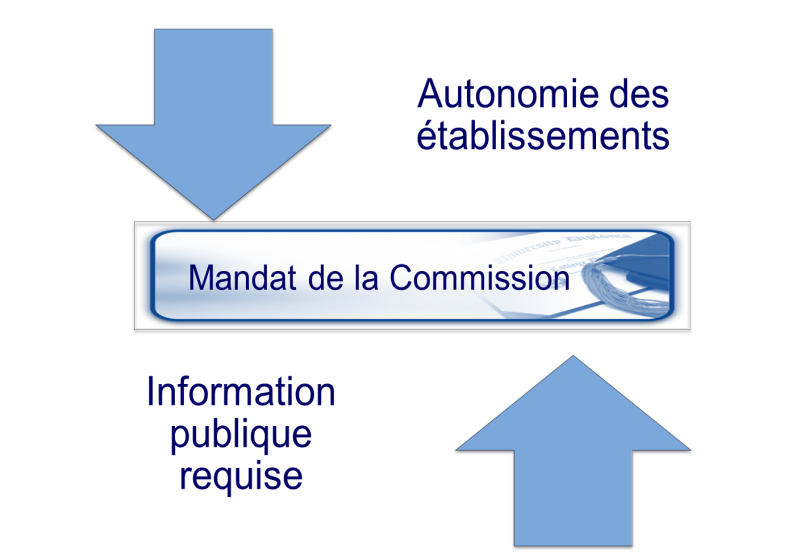 Autonomie des
établissements
Mandat de la Commission
Information
publique
requise